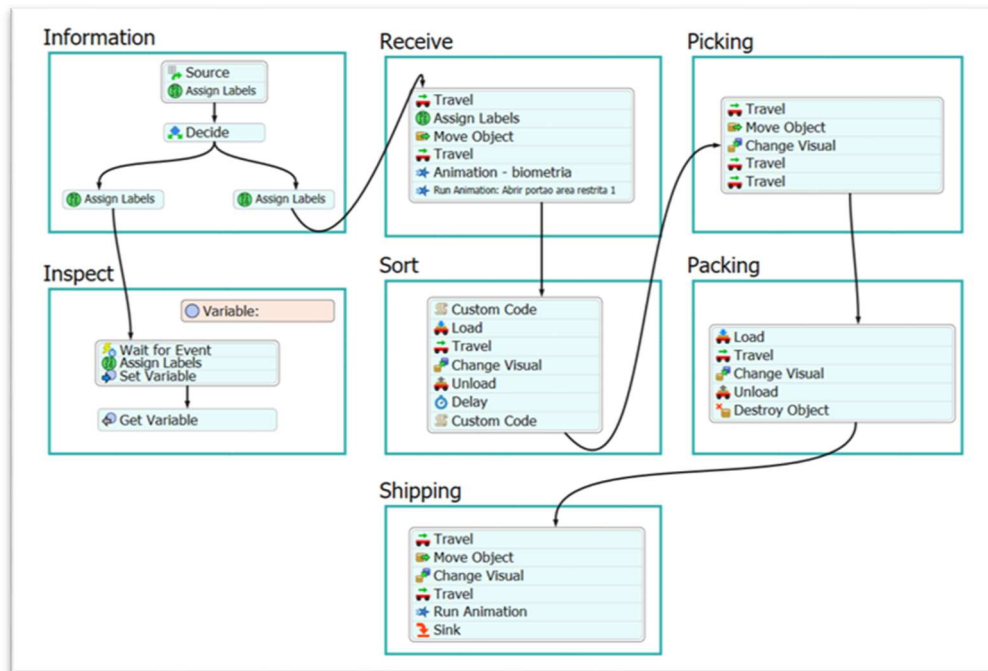 Information
Source
Assign Labels
Decide
Assign Labels
Assign Labels
Receive
Travel
Assign Labels
Move Object
Travel
Animation - biometria
Run Animation: Abrir portao area restrita 1
Picking
Travel
Move Object
Change Visual
Travel
Travel
Inspect
Variable:
Wait for Event
Assign Labels
Set Variable
Get Variable
Sort
Custom Code
Load
Travel
Change Visual
Unload
Delay
Custom Code
Packing
Load
Travel
Change Visual
Unload
Destroy Object
Shipping
Travel
Move Object
Change Visual
Travel
Run Animation
Sink